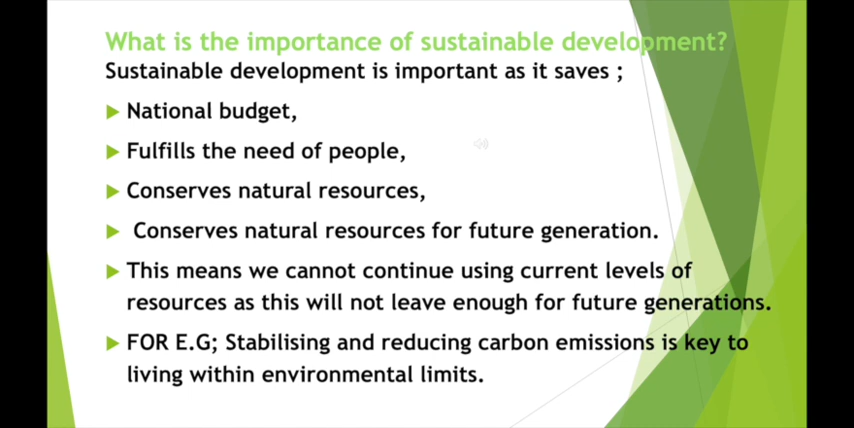 What is the importance of sustainable development?
Sustainable development is important as it saves ;
National budget,
Fulfills the need of people,
Conserves natural resources,
Conserves natural resources for future generation.
This means we cannot continue using current levels of
resources as this will not leave enough for future generations.
FOR E.G; Stabilising and reducing carbon emissions is key to
living within environmental limits.